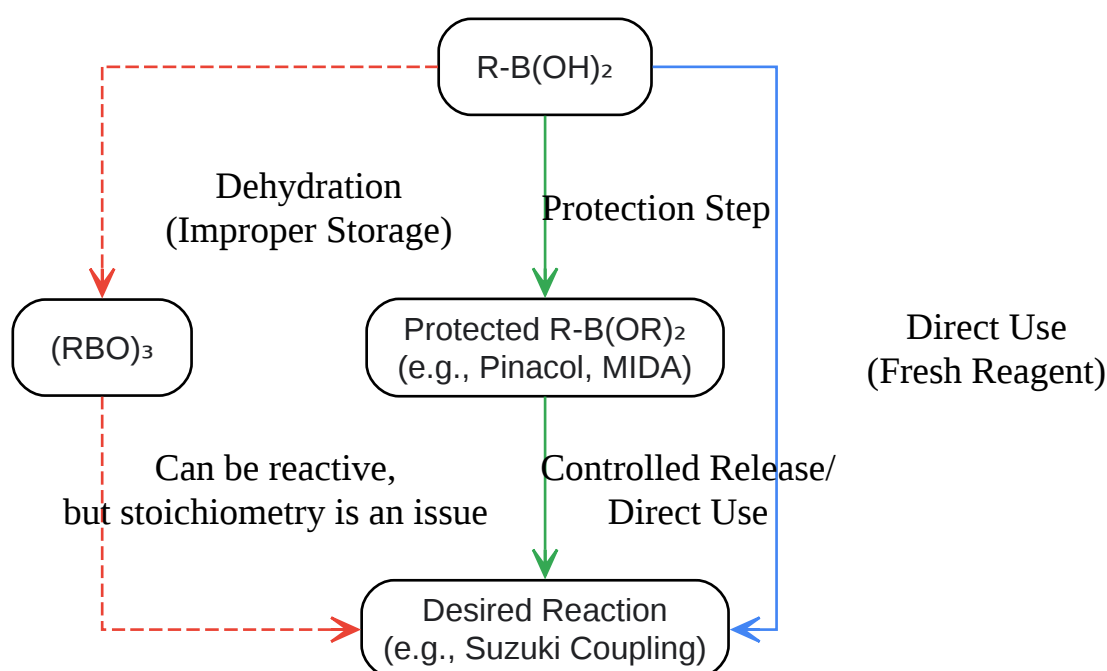 R-B(OH)₂
Dehydration
(Improper Storage)
Protection Step
(RBO)₃
Protected R-B(OR)₂
(e.g., Pinacol, MIDA)
Direct Use
(Fresh Reagent)
Can be reactive,
but stoichiometry is an issue
Controlled Release/
Direct Use
Desired Reaction
(e.g., Suzuki Coupling)